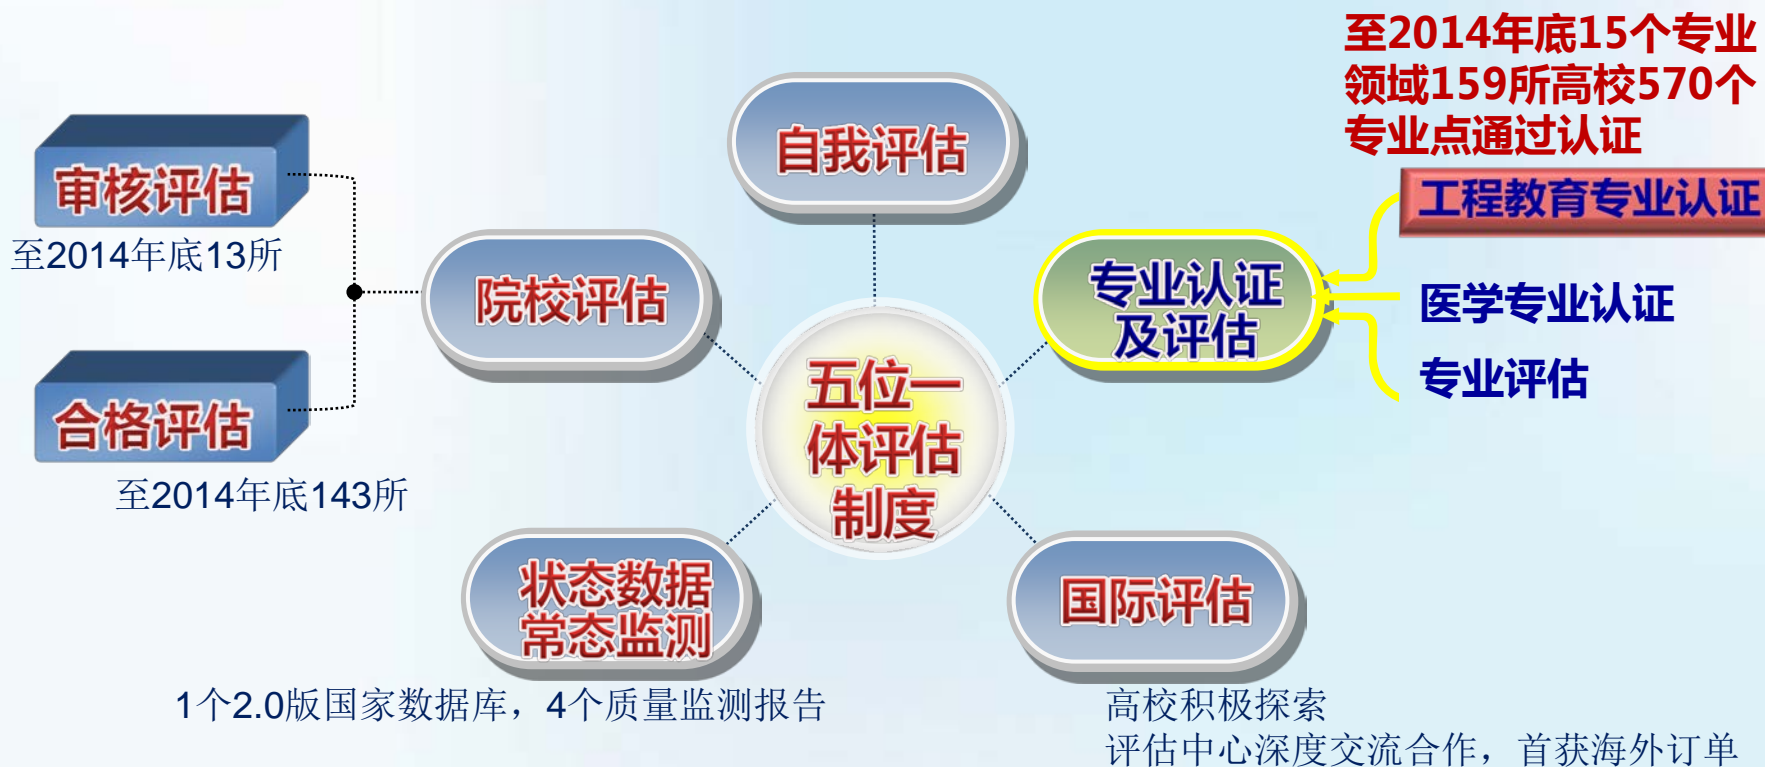 至2014年底15个专业
领域159所高校570个
专业点通过认证
自我评估
审核评估
至2014年底13所
工程教育专业认证
院校评估
专业认证
及评估
医学专业认证
专业评估
五位一
体评估
制度
合格评估
至2014年底143所
状态数据
常态监测
国际评估
1个2.0版国家数据库，4个质量监测报告
高校积极探索
评估中心深度交流合作，首获海外订单